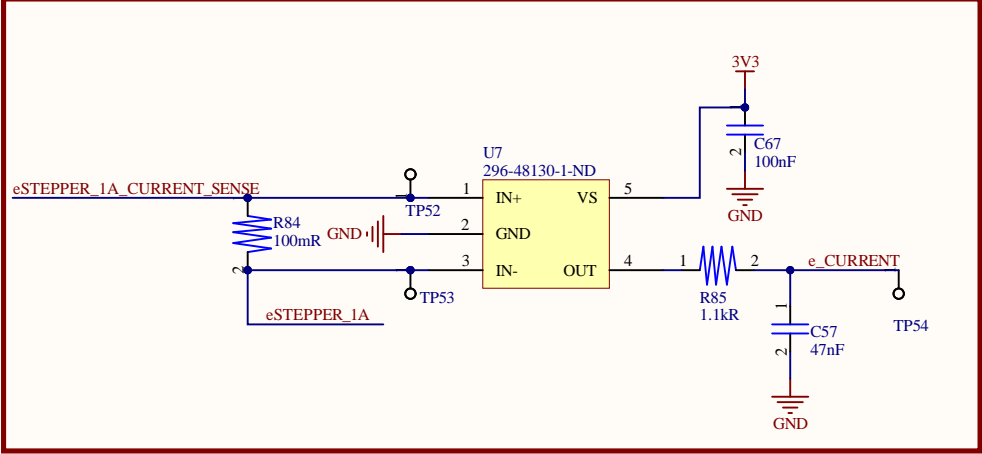 3V3
1
C67
2
100nF
GND
U7
296-48130-1-ND
eSTEPPER_1A_CURRENT_SENSE
1
1
IN+
VS
5
TP52
R84
100mR
GND
2
GND
2
3
IN-
OUT
4
1
2
e_CURRENT
TP53
R85
1.1kR
eSTEPPER_1A
1
C57
2
47nF
TP54
GND